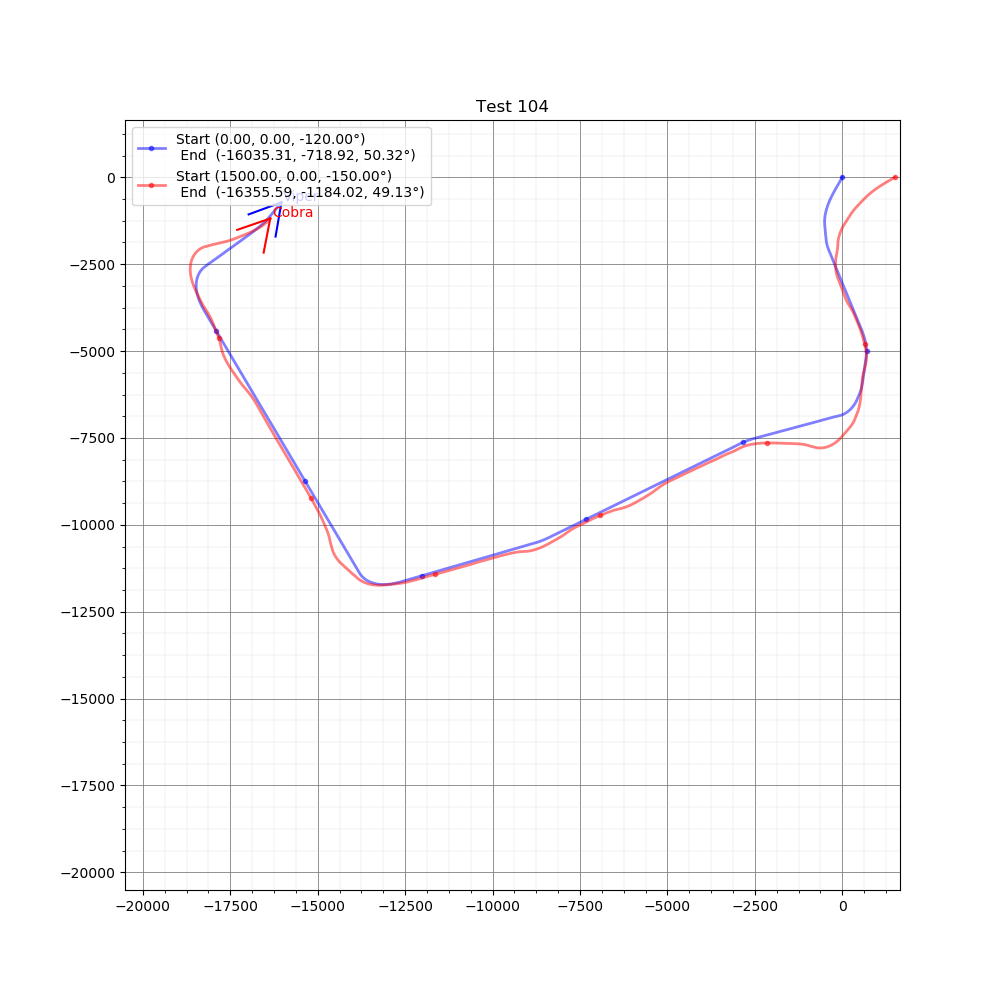 Test 104
Start (0.00, 0.00, -120.00°)
End (-16035.31, -718.92, 50.32°)
Start (1500.00, 0.00, -150.00°)
End (-16355.59, -1184.02, 49.13°)
Viper
Cobra
0
−2500
−5000
−7500
−10000
−12500
−15000
−17500
−20000
−20000 −17500 −15000 −12500 −10000 −7500 −5000 −2500 0